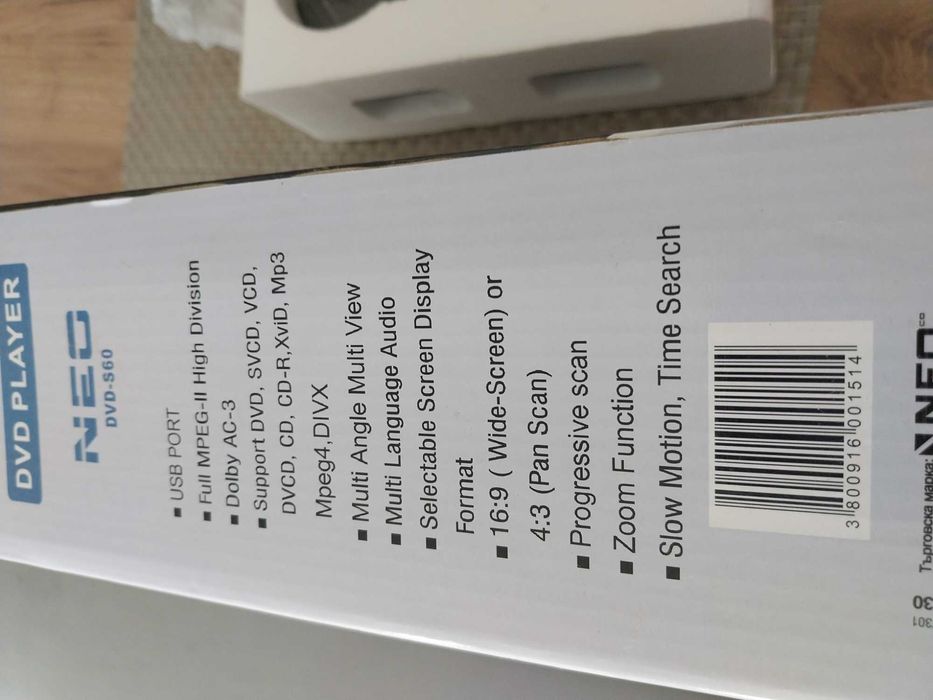 DVD PLAYER
NEO
DVD-S60
▪ USB PORT
▪ Full MPEG-II High Division
▪ Dolby AC-3
▪ Support DVD, SVCD, VCD,
DVCD, CD, CD-R,XviD, Mp3
Mpeg4,DIVX
▪ Multi Angle Multi View
▪ Multi Language Audio
▪ Selectable Screen Display
Format
▪ 16:9 ( Wide-Screen) or
4:3 (Pan Scan)
▪ Progressive scan
▪ Zoom Function
▪ Slow Motion, Time Search
3800916001514
Търговска марка: NEO